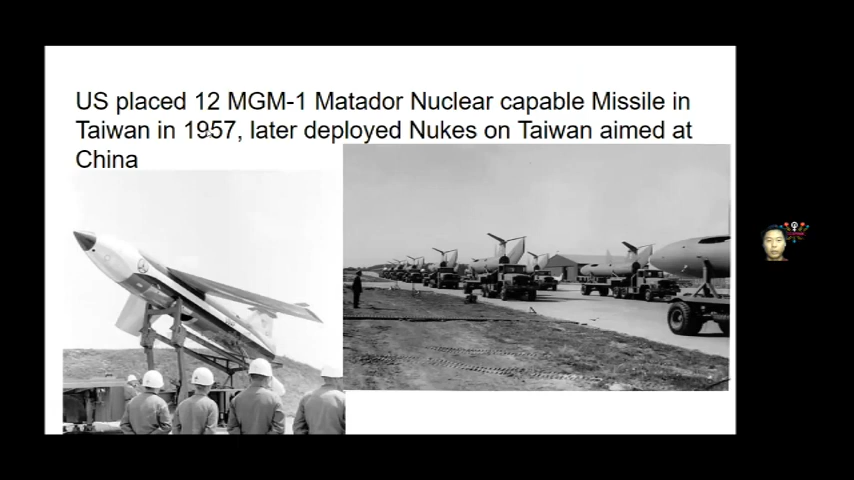 US placed 12 MGM-1 Matador Nuclear capable Missile in
Taiwan in 1957, later deployed Nukes on Taiwan aimed at
China